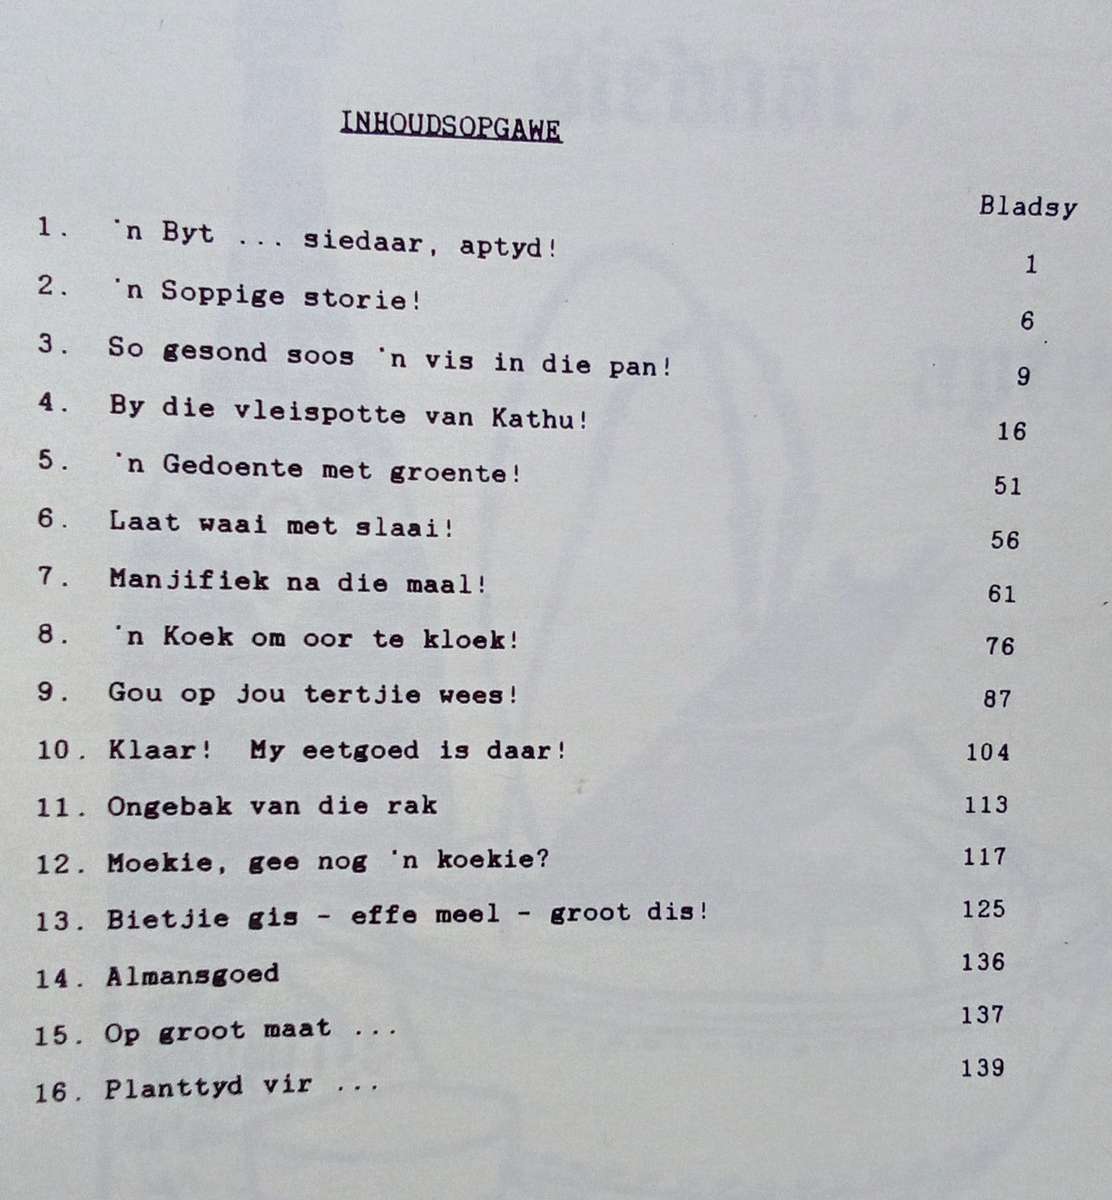 INHOUDSOPGAWE
Bladsy
1. 'n Byt ... siedaar, aptyd! 1
2. 'n Soppige storie! 6
3. So gesond soos 'n vis in die pan! 9
4. By die vleispotte van Kathu! 16
5. 'n Gedoente met groente! 51
6. Laat waai met slaai! 56
7. Manjifiek na die maal! 61
8. 'n Koek om oor te kloek! 76
9. Gou op jou tertjie wees! 87
10. Klaar! My eetgoed is daar! 104
11. Ongebak van die rak 113
12. Moekie, gee nog 'n koekie? 117
13. Bietjie gis - effe meel - groot dis! 125
14. Almansgoed 136
15. Op groot maat ... 137
16. Planttyd vir ... 139